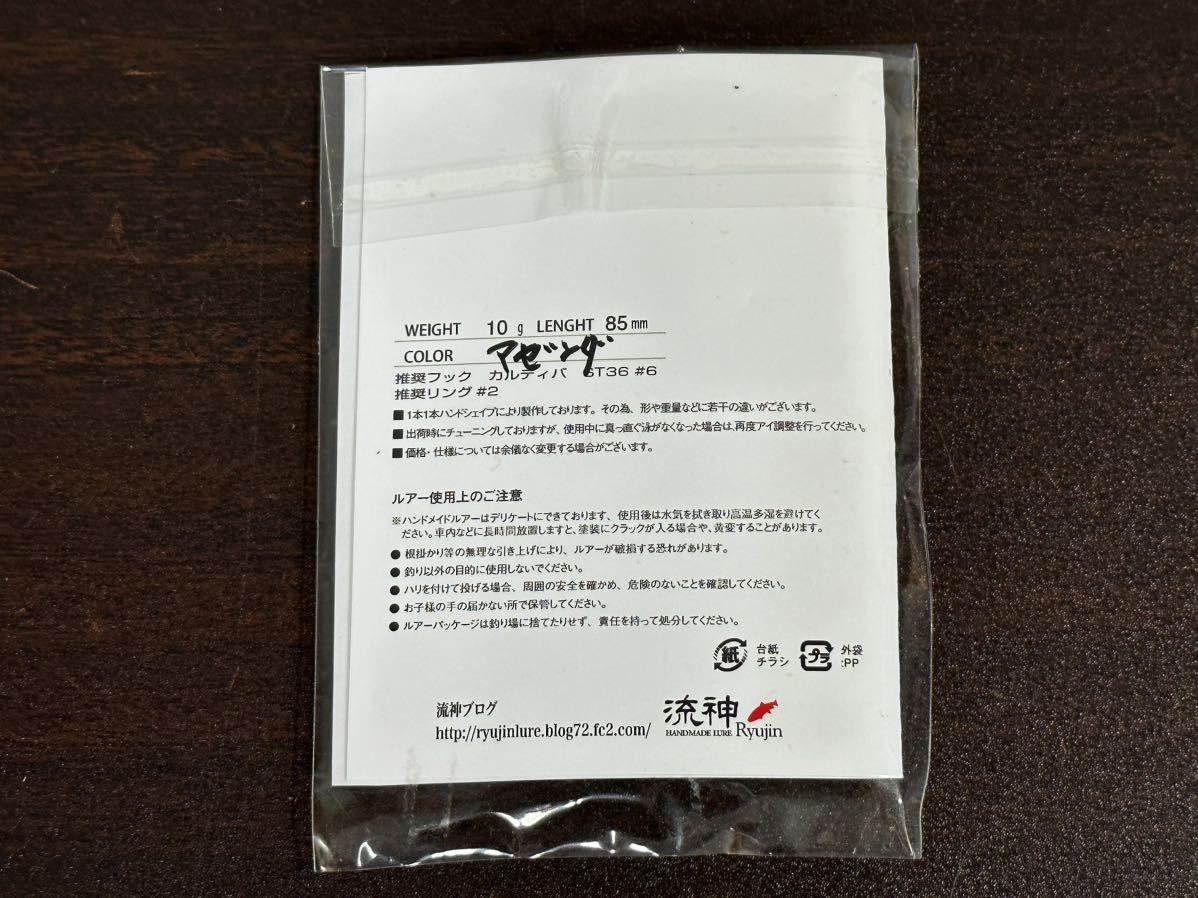 WEIGHT 10 g LENGHT 85 mm
COLOR マゼンダ
推奨フック カルティバ ST36 #6
推奨リング #2
■1本1本ハンドシェイプにより製作しております。その為、形や重量などに若干の違いがございます。
■出荷時にチューニングしておりますが、使用中に真っ直ぐ泳がなくなった場合は、再度アイ調整を行ってください。
■価格・仕様については余儀なく変更する場合がございます。
ルアー使用上のご注意
※ハンドメイドルアーはデリケートにできております、使用後は水気を拭き取り高温多湿を避けてく
ださい。車内などに長時間放置しますと、塗装にクラックが入る場合や、黄変することがあります。
●根掛かり等の無理な引き上げにより、ルアーが破損する恐れがあります。
●釣り以外の目的に使用しないでください。
●ハリを付けて投げる場合、周囲の安全を確かめ、危険のないことを確認してください。
●お子様の手の届かない所で保管してください。
●ルアーパッケージは釣り場に捨てたりせず、責任を持って処分してください。
紙 台紙 プラ 外袋
チラシ :PP
流神ブログ
http://ryujinlure.blog72.fc2.com/
流神
HANDMADE LURE Ryujin